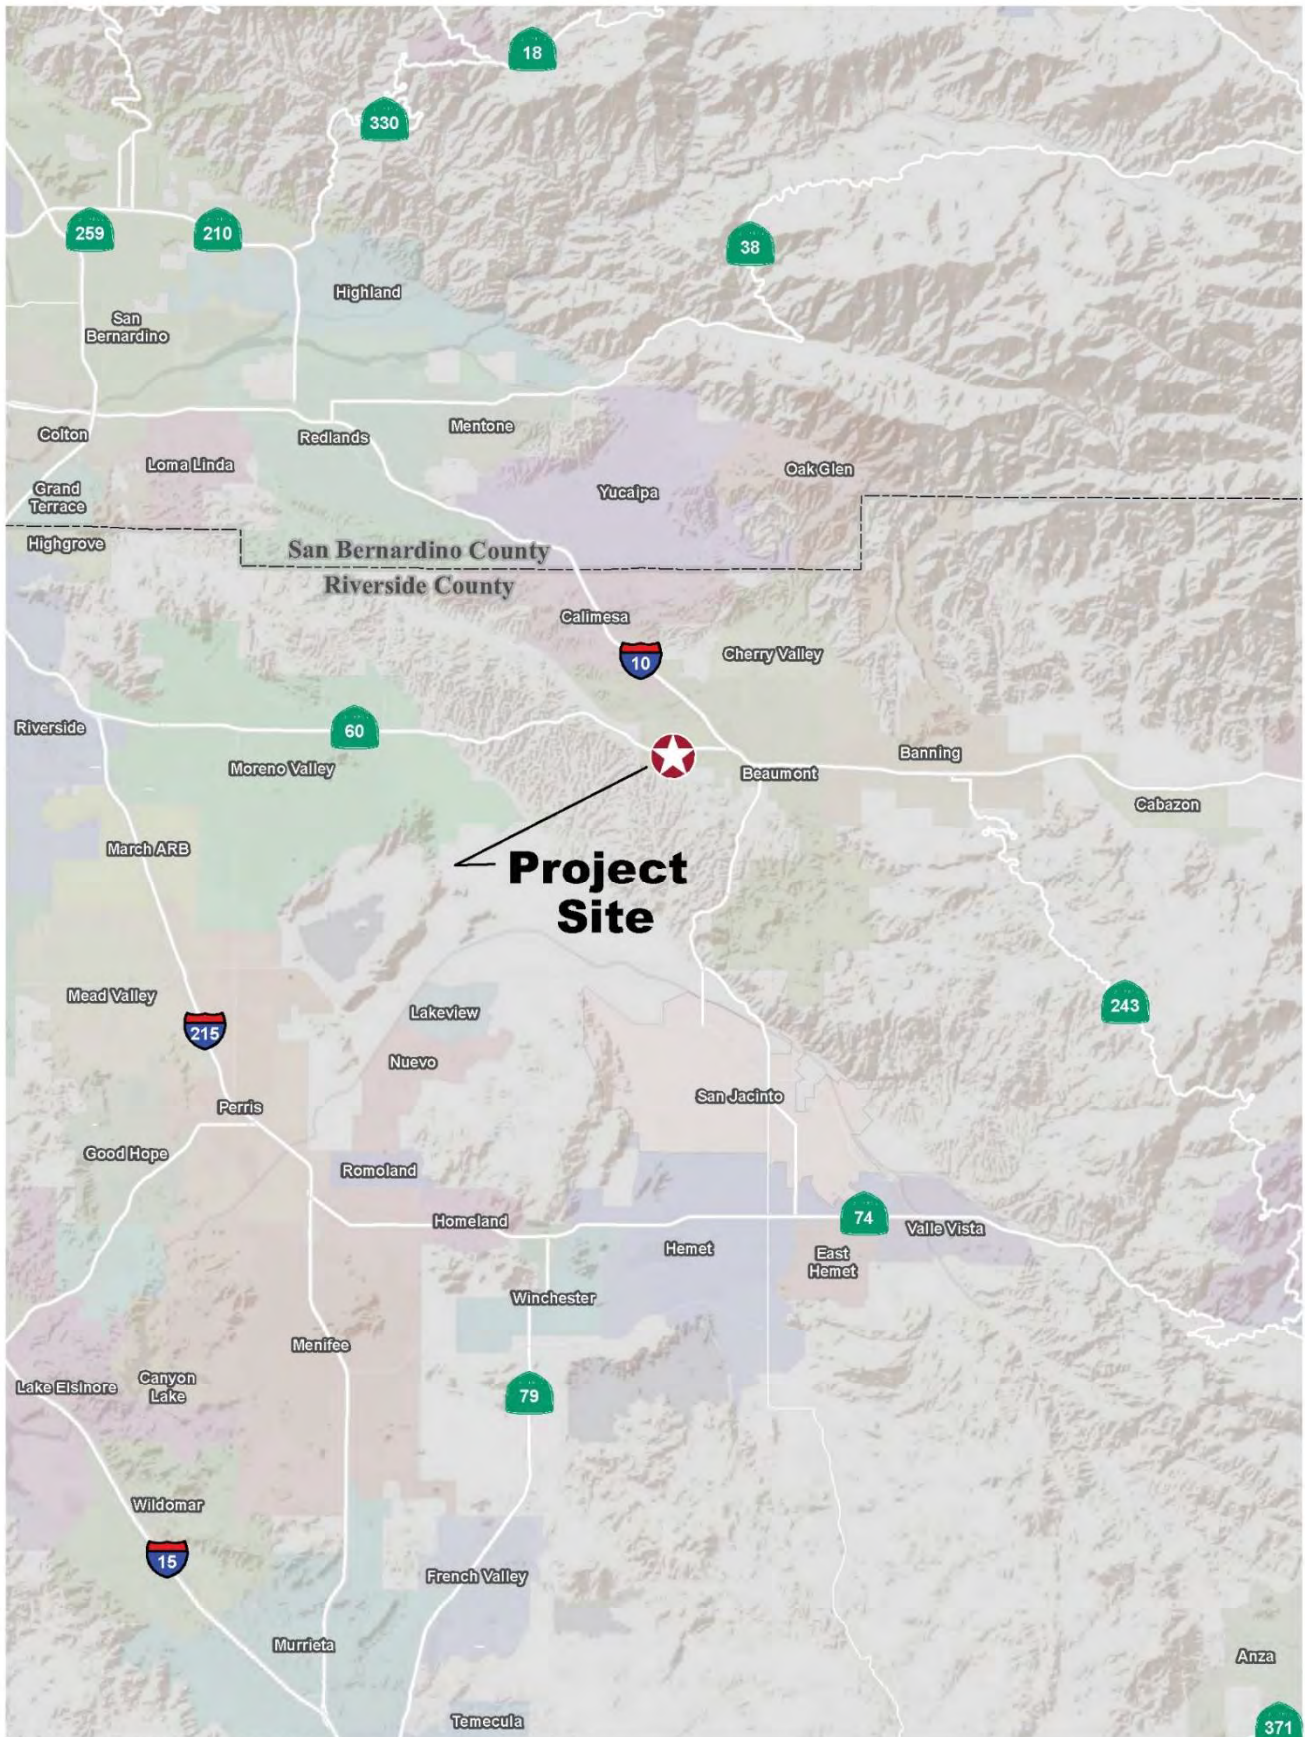 18
330
259
210
38
Highland
San
Bernardino
Colton
Redlands
Mentone
Loma Linda
Oak Glen
Grand
Terrace
Yucaipa
Highgrove
San Bernardino County
Riverside County
Calimesa
10
Cherry Valley
Riverside
60
Moreno Valley
Banning
Beaumont
Cabazon
March ARB
Project
Site
Mead Valley
215
Lakeview
243
Nuevo
San Jacinto
Perris
Good Hope
Romoland
Homeland
74
Valle Vista
Hemet
East
Hemet
Winchester
Menifee
Lake Elsinore
Canyon
Lake
79
Wildomar
15
French Valley
Murrieta
Anza
Temecula
371